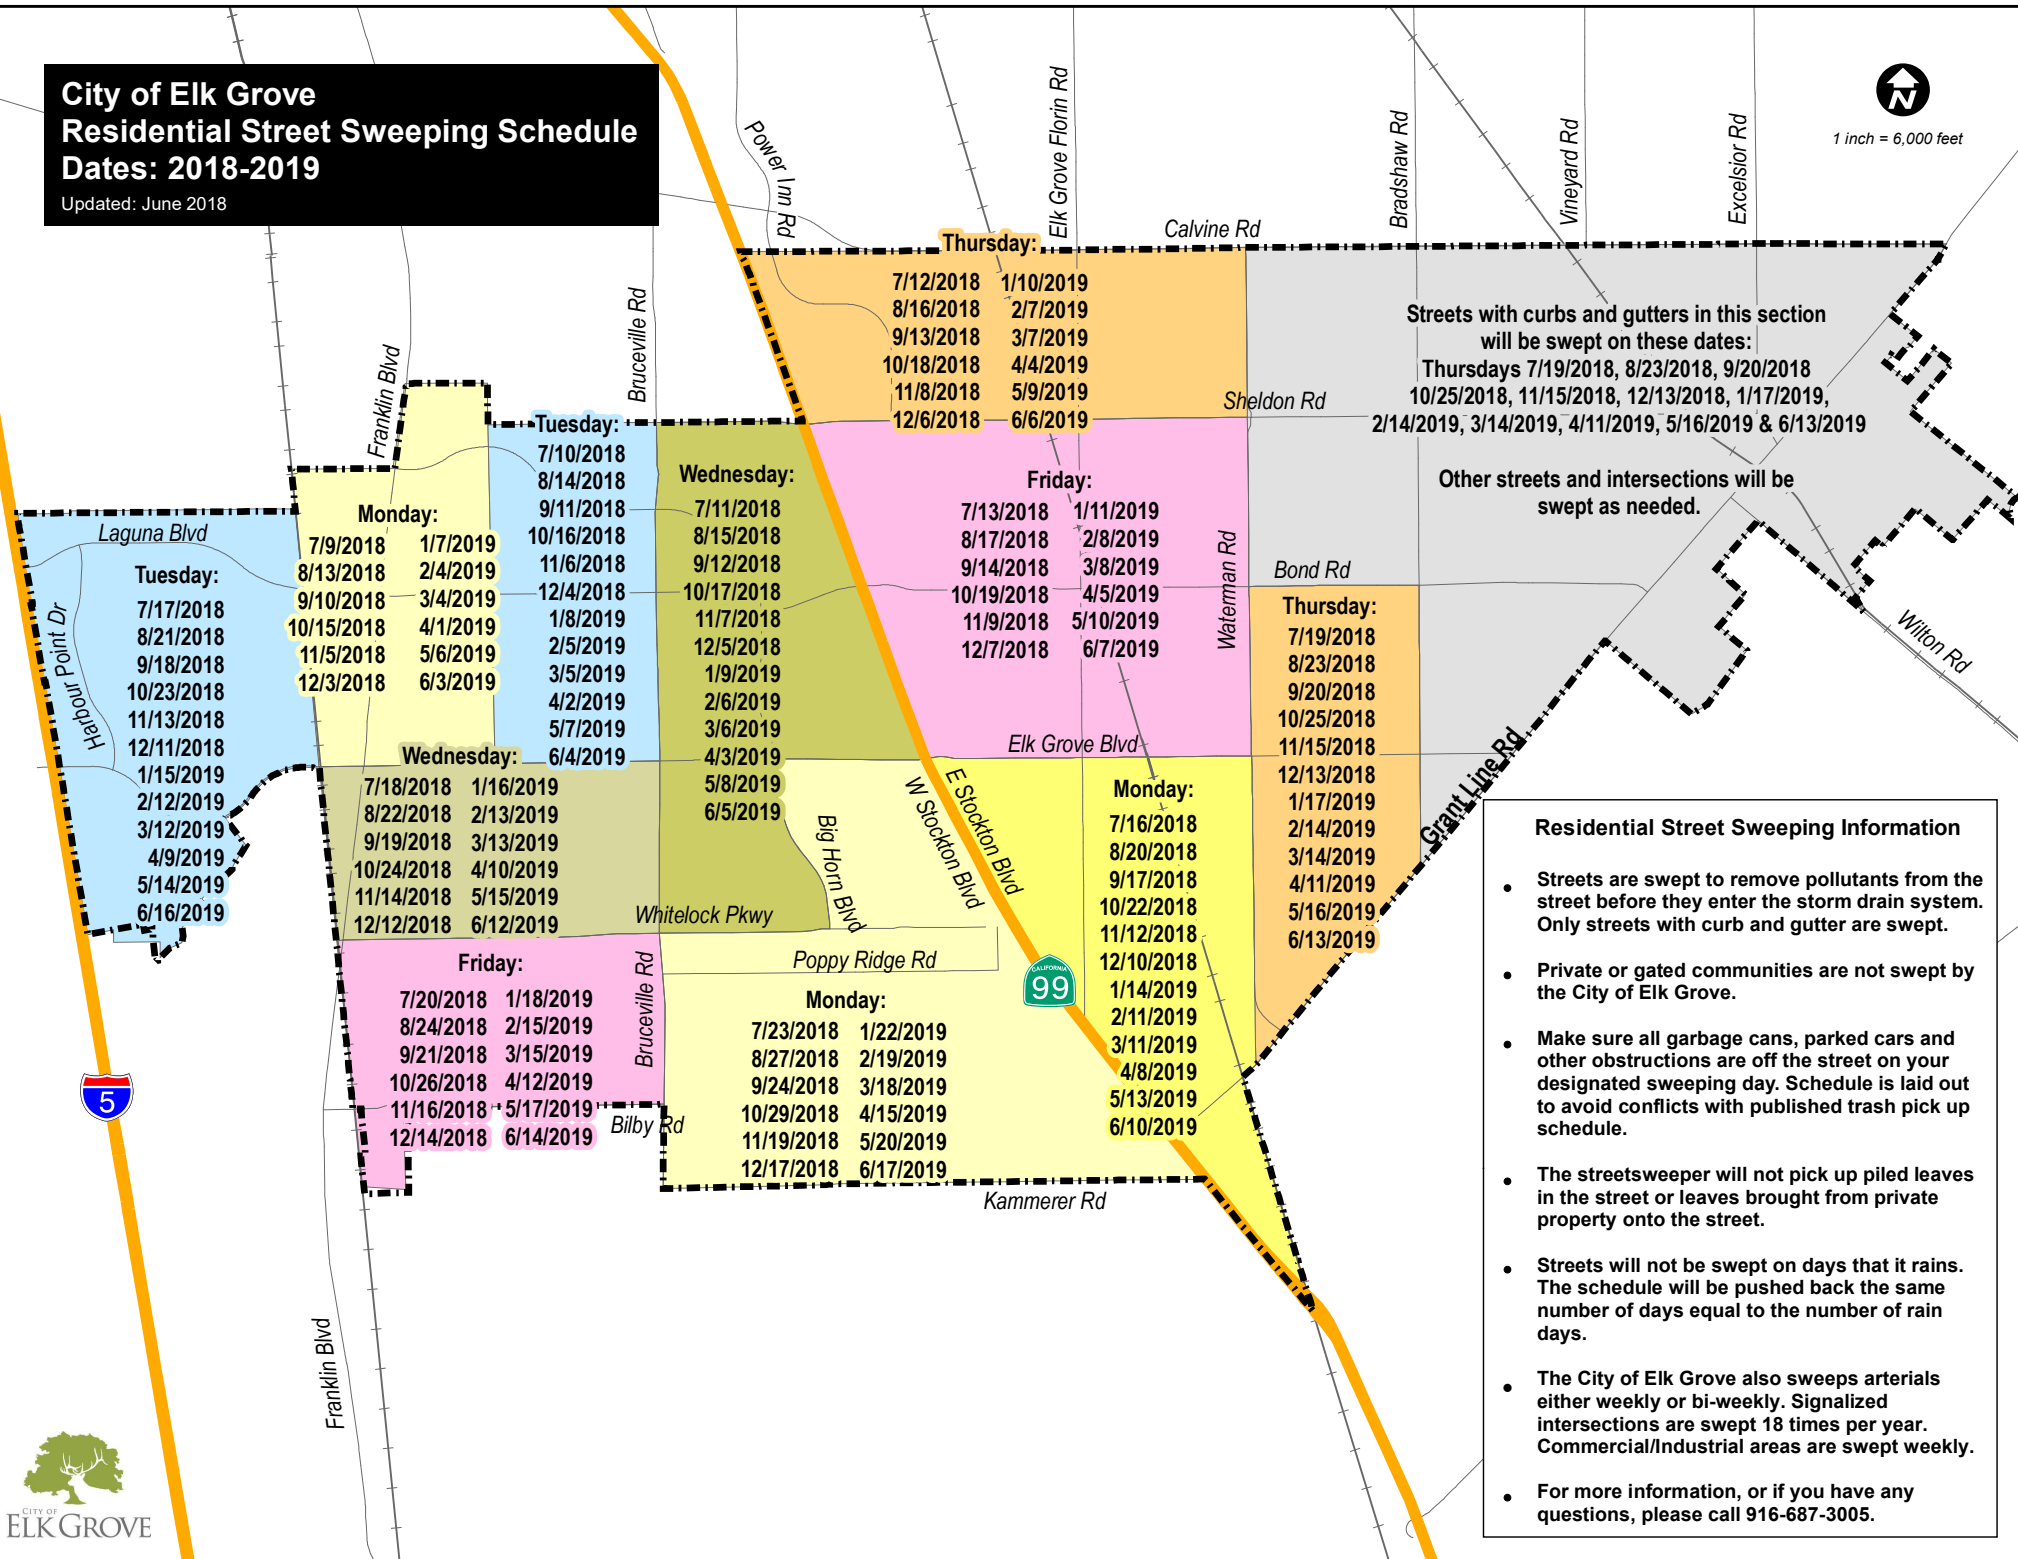 City of Elk Grove
Residential Street Sweeping Schedule
Dates: 2018-2019
Updated: June 2018
N
1 inch = 6,000 feet
Power Inn Rd
Elk Grove Florin Rd
Calvine Rd
Bradshaw Rd
Vineyard Rd
Excelsior Rd
Franklin Blvd
Bruceville Rd
Sheldon Rd
Thursday:
7/12/2018 1/10/2019
8/16/2018 2/7/2019
9/13/2018 3/7/2019
10/18/2018 4/4/2019
11/8/2018 5/9/2019
12/6/2018 6/6/2019
Streets with curbs and gutters in this section
will be swept on these dates:
Thursdays 7/19/2018, 8/23/2018, 9/20/2018
10/25/2018, 11/15/2018, 12/13/2018, 1/17/2019,
2/14/2019, 3/14/2019, 4/11/2019, 5/16/2019 & 6/13/2019
Other streets and intersections will be
swept as needed.
Laguna Blvd
Harbour Point Dr
Tuesday:
7/17/2018
8/21/2018
9/18/2018
10/23/2018
11/13/2018
12/11/2018
1/15/2019
2/12/2019
3/12/2019
4/9/2019
5/14/2019
6/16/2019
Monday:
7/9/2018 1/7/2019
8/13/2018 2/4/2019
9/10/2018 3/4/2019
10/15/2018 4/1/2019
11/5/2018 5/6/2019
12/3/2018 6/3/2019
Tuesday:
7/10/2018
8/14/2018
9/11/2018
10/16/2018
11/6/2018
12/4/2018
1/8/2019
2/5/2019
3/5/2019
4/2/2019
5/7/2019
6/4/2019
Wednesday:
7/11/2018
8/15/2018
9/12/2018
10/17/2018
11/7/2018
12/5/2018
1/9/2019
2/6/2019
3/6/2019
4/3/2019
5/8/2019
6/5/2019
Friday:
7/13/2018 1/11/2019
8/17/2018 2/8/2019
9/14/2018 3/8/2019
10/19/2018 4/5/2019
11/9/2018 5/10/2019
12/7/2018 6/7/2019
Waterman Rd
Bond Rd
Wilton Rd
Elk Grove Blvd
Grant Line Rd
Thursday:
7/19/2018
8/23/2018
9/20/2018
10/25/2018
11/15/2018
12/13/2018
1/17/2019
2/14/2019
3/14/2019
4/11/2019
5/16/2019
6/13/2019
Wednesday:
7/18/2018 1/16/2019
8/22/2018 2/13/2019
9/19/2018 3/13/2019
10/24/2018 4/10/2019
11/14/2018 5/15/2019
12/12/2018 6/12/2019
Big Horn Blvd
W Stockton Blvd
E Stockton Blvd
Whitelock Pkwy
Poppy Ridge Rd
Monday:
7/16/2018
8/20/2018
9/17/2018
10/22/2018
11/12/2018
12/10/2018
1/14/2019
2/11/2019
3/11/2019
4/8/2019
5/13/2019
6/10/2019
CALIFORNIA
99
Friday:
7/20/2018 1/18/2019
8/24/2018 2/15/2019
9/21/2018 3/15/2019
10/26/2018 4/12/2019
11/16/2018 5/17/2019
12/14/2018 6/14/2019
Bruceville Rd
Bilby Rd
Monday:
7/23/2018 1/22/2019
8/27/2018 2/19/2019
9/24/2018 3/18/2019
10/29/2018 4/15/2019
11/19/2018 5/20/2019
12/17/2018 6/17/2019
Kammerer Rd
5
Franklin Blvd
Residential Street Sweeping Information
• Streets are swept to remove pollutants from the
street before they enter the storm drain system.
Only streets with curb and gutter are swept.
• Private or gated communities are not swept by
the City of Elk Grove.
• Make sure all garbage cans, parked cars and
other obstructions are off the street on your
designated sweeping day. Schedule is laid out
to avoid conflicts with published trash pick up
schedule.
• The streetsweeper will not pick up piled leaves
in the street or leaves brought from private
property onto the street.
• Streets will not be swept on days that it rains.
The schedule will be pushed back the same
number of days equal to the number of rain
days.
• The City of Elk Grove also sweeps arterials
either weekly or bi-weekly. Signalized
intersections are swept 18 times per year.
Commercial/Industrial areas are swept weekly.
• For more information, or if you have any
questions, please call 916-687-3005.
CITY OF
ELK GROVE